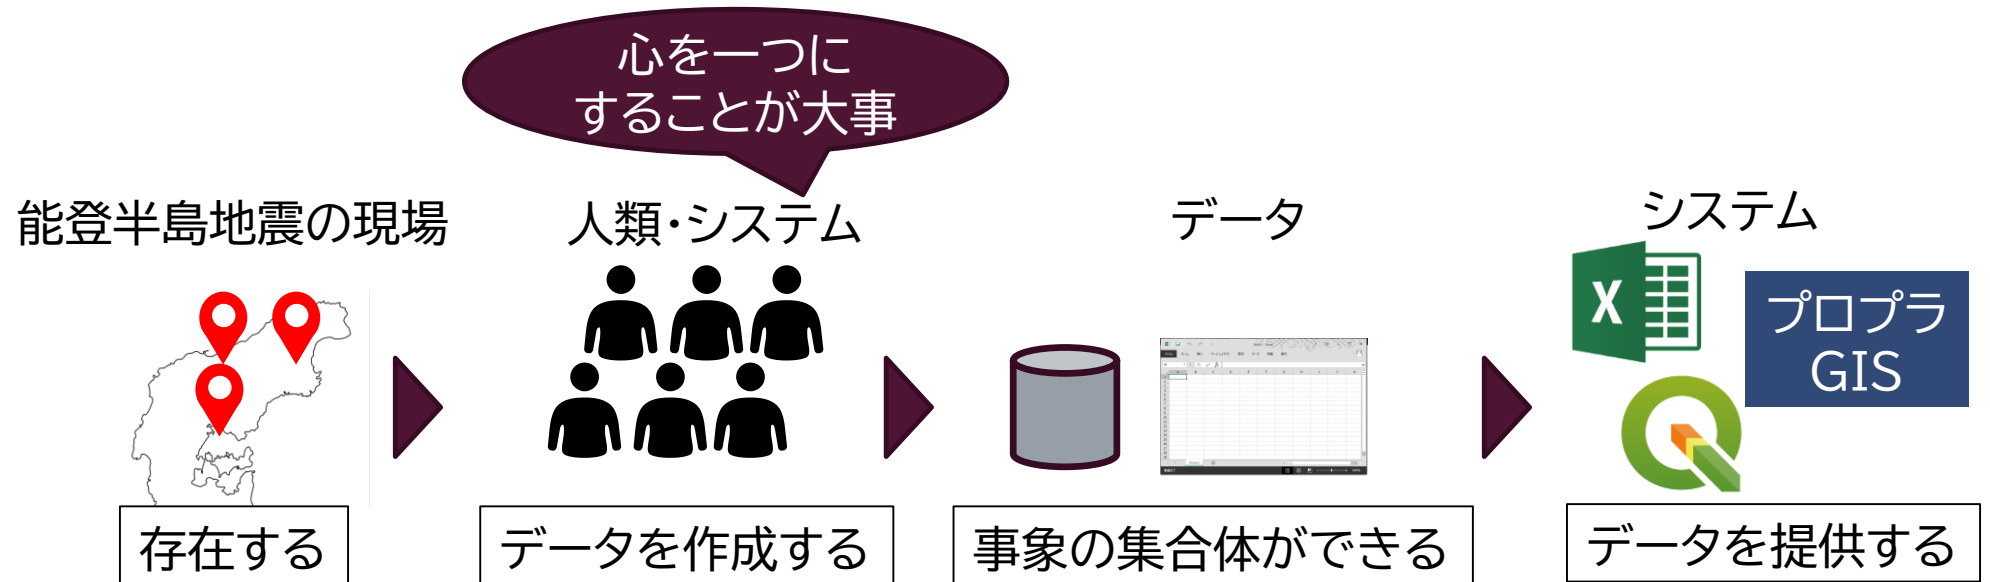 心を一つに
することが大事
能登半島地震の現場
人類・システム
データ
システム
X
プロプラ
GIS
存在する
データを作成する
事象の集合体ができる
データを提供する